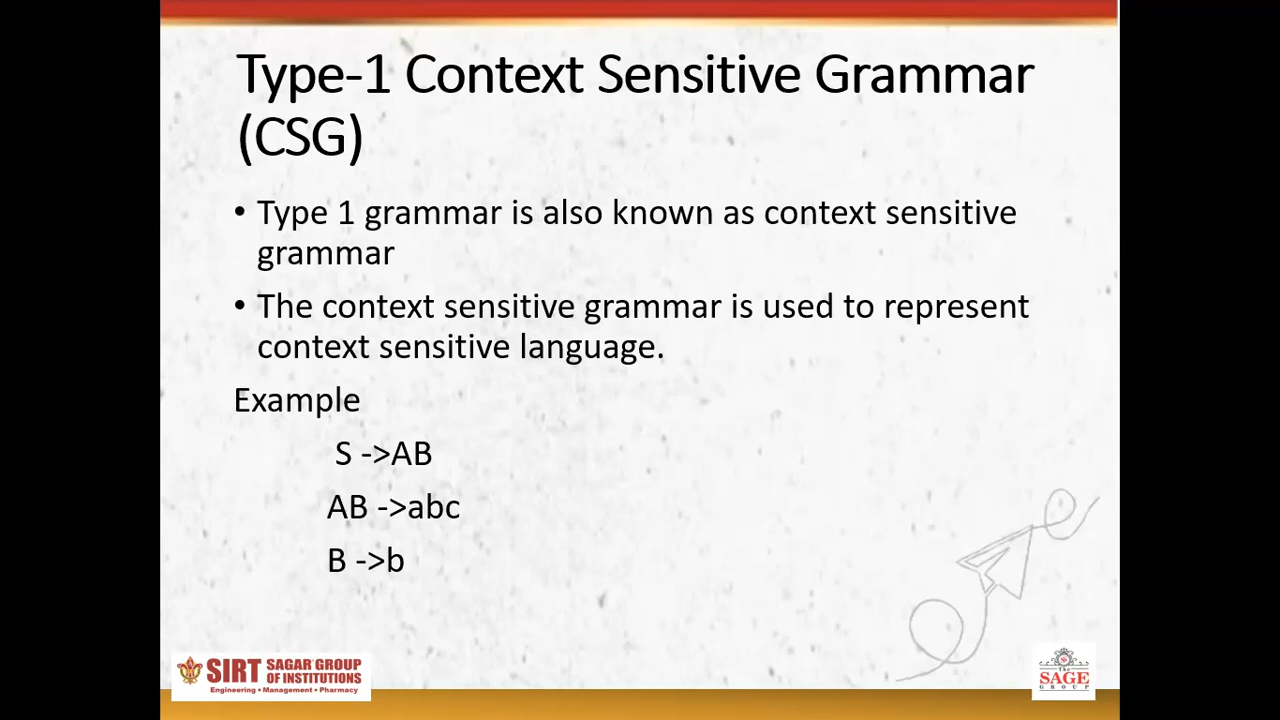 Type-1 Context Sensitive Grammar
(CSG)
• Type 1 grammar is also known as context sensitive
grammar
• The context sensitive grammar is used to represent
context sensitive language.
Example
S ->AB
AB ->abc
B ->b
SIRT SAGAR GROUP
OF INSTITUTIONS
Engineering • Management • Pharmacy
The
SAGE
GROUP